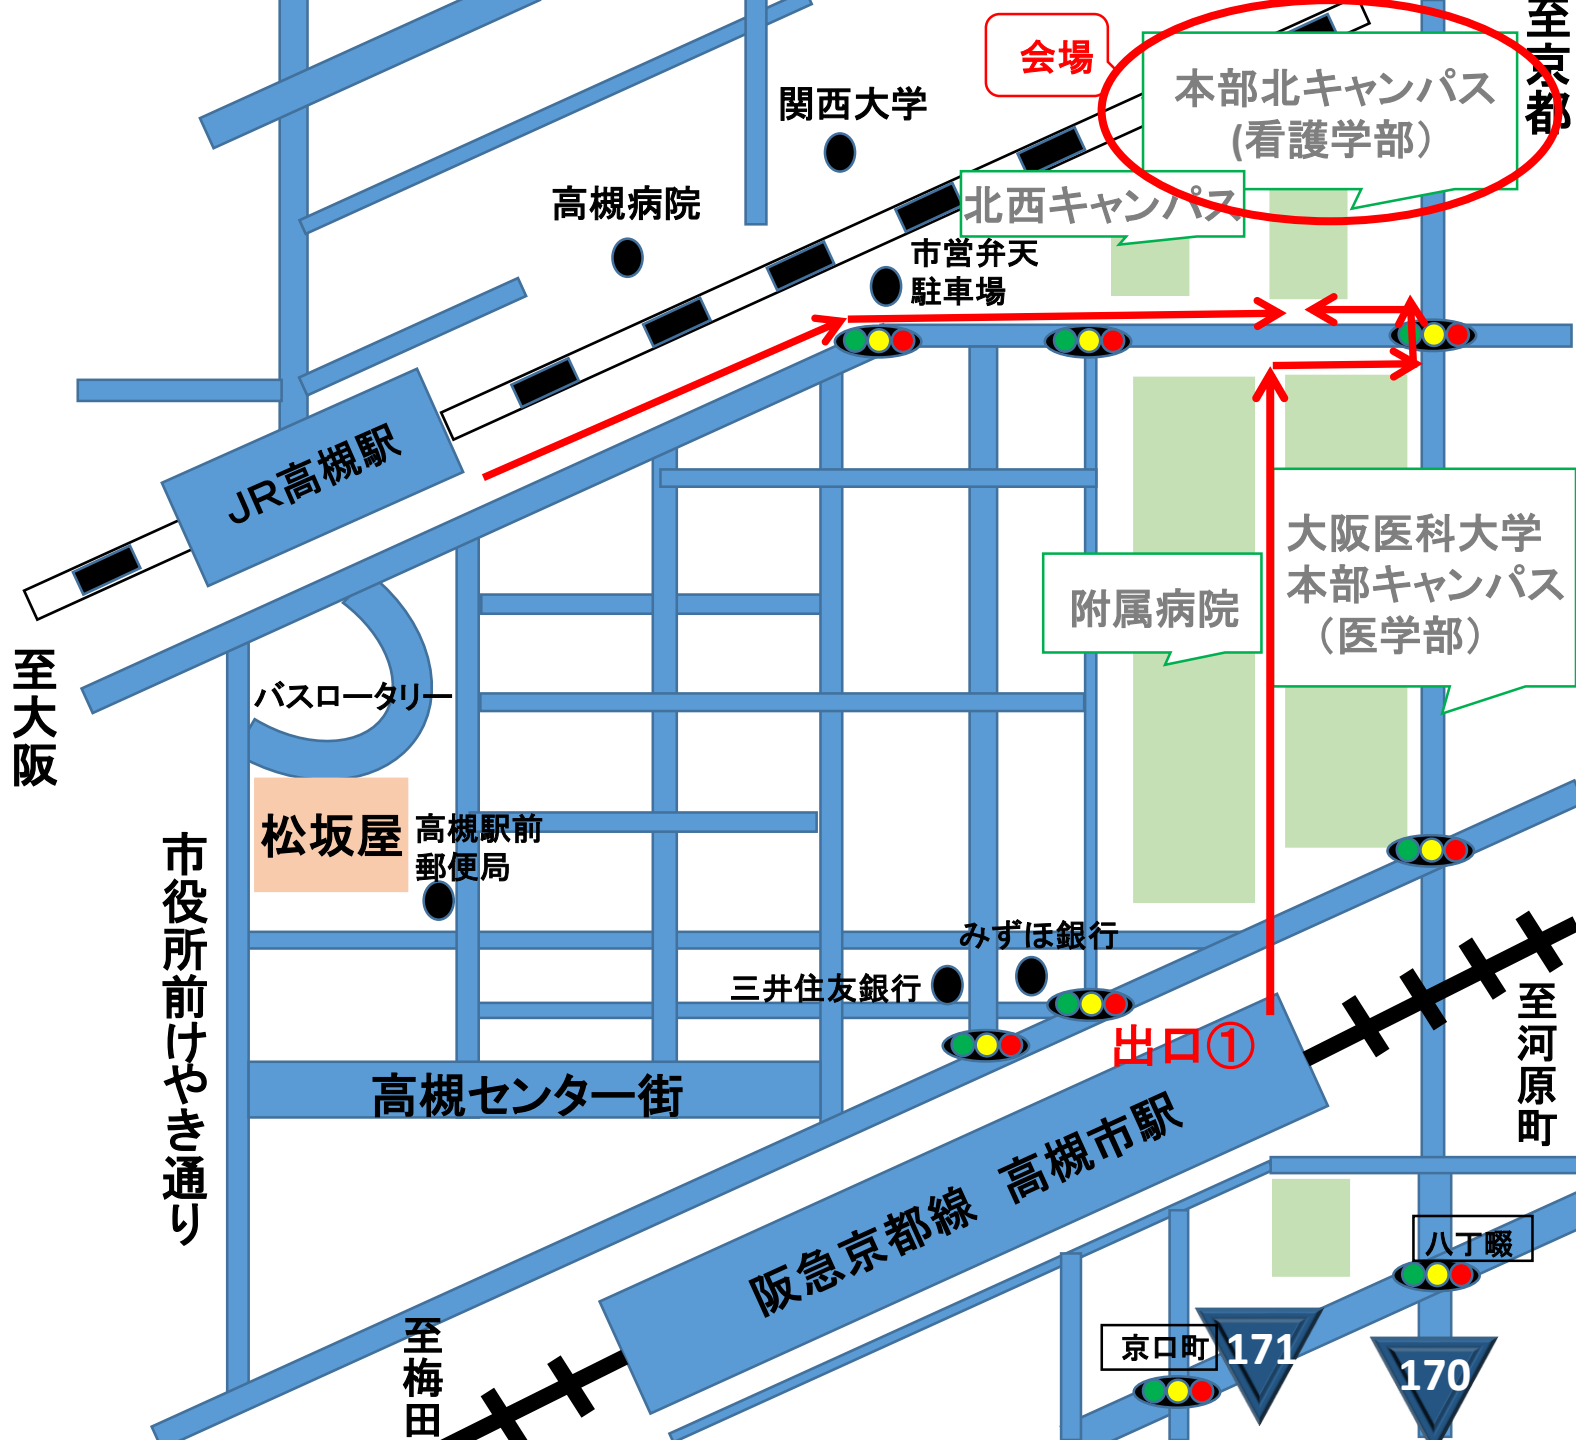 会場
至京都
本部北キャンパス
(看護学部）
関西大学
高槻病院
北西キャンパス
市営弁天
駐車場
JR高槻駅
大阪医科大学
本部キャンパス
（医学部）
附属病院
至大阪
バスロータリー
松坂屋
高槻駅前
郵便局
市役所前けやき通り
みずほ銀行
三井住友銀行
出口①
至河原町
高槻センター街
阪急京都線　高槻市駅
八丁畷
至梅田
京口町
171
170